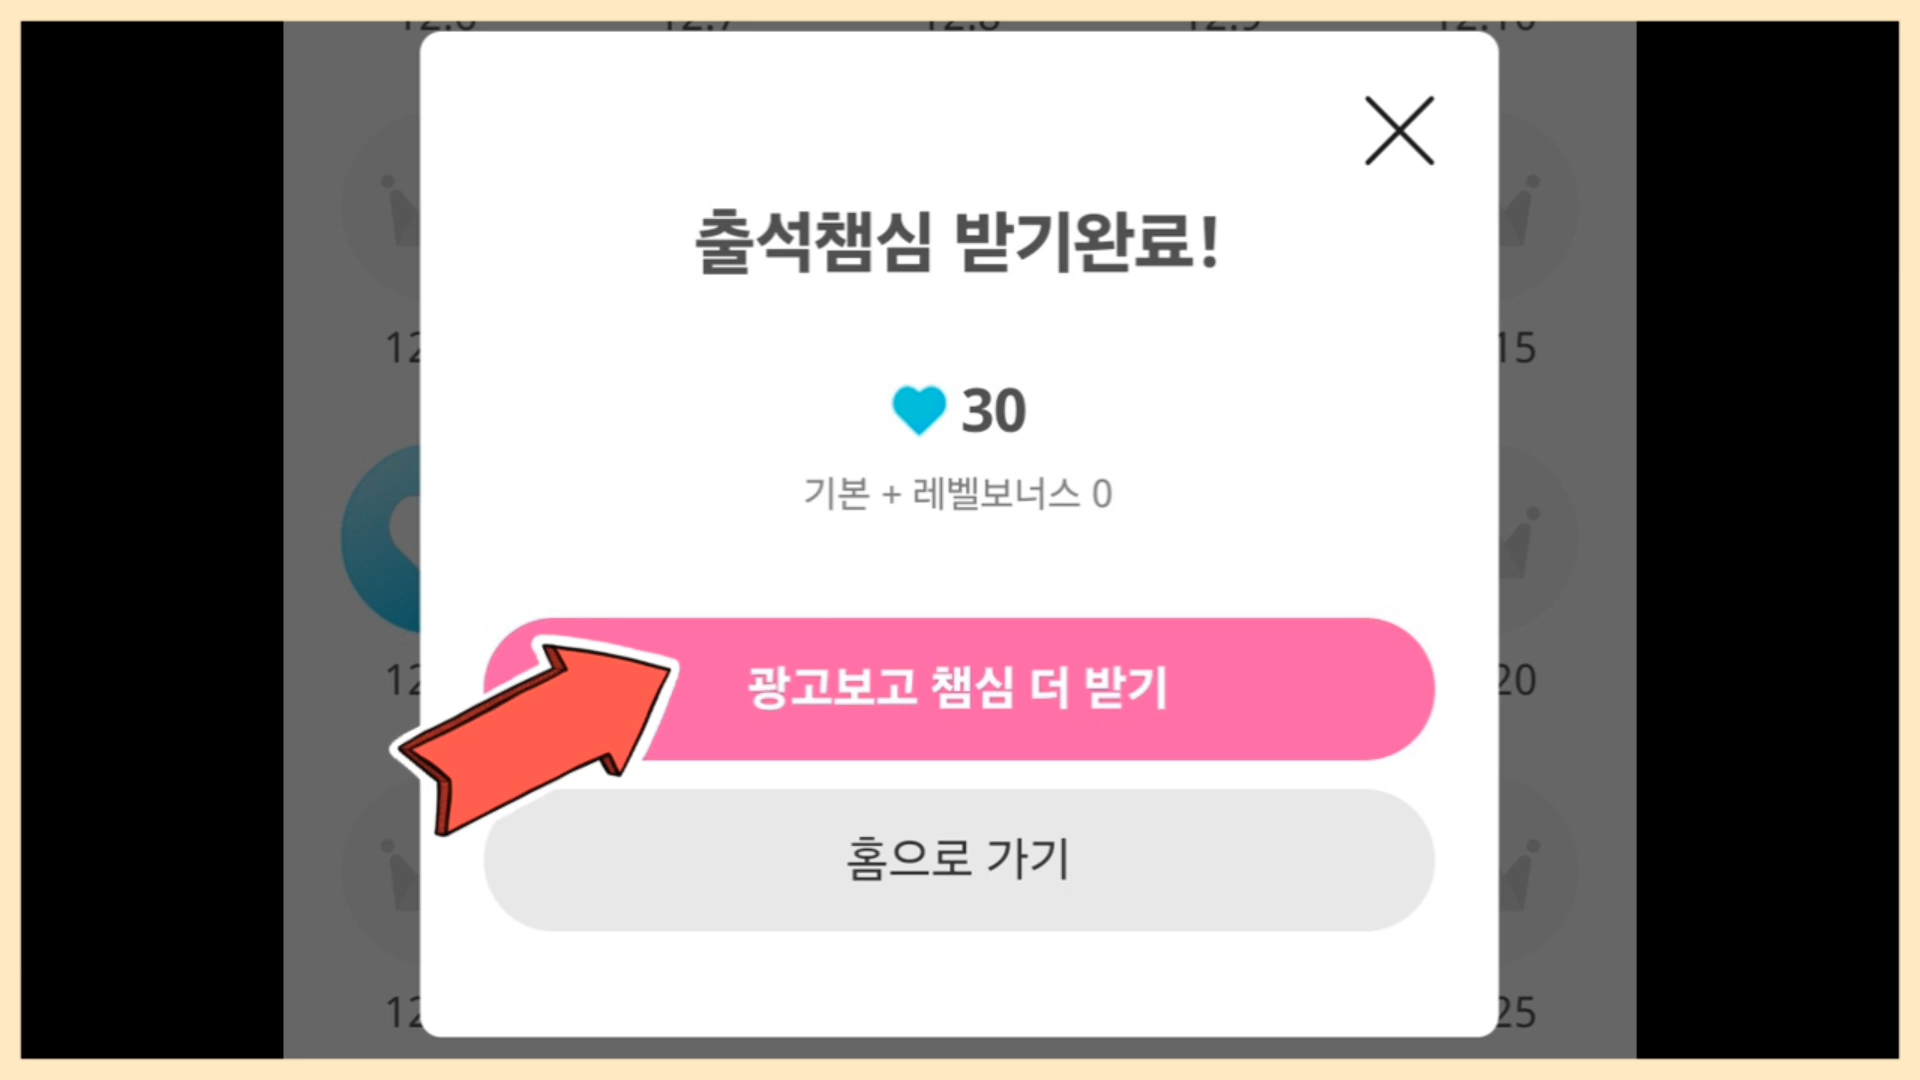 출석챔심 받기완료!
30
기본 + 레벨보너스 0
광고보고 챔심 더 받기
홈으로 가기